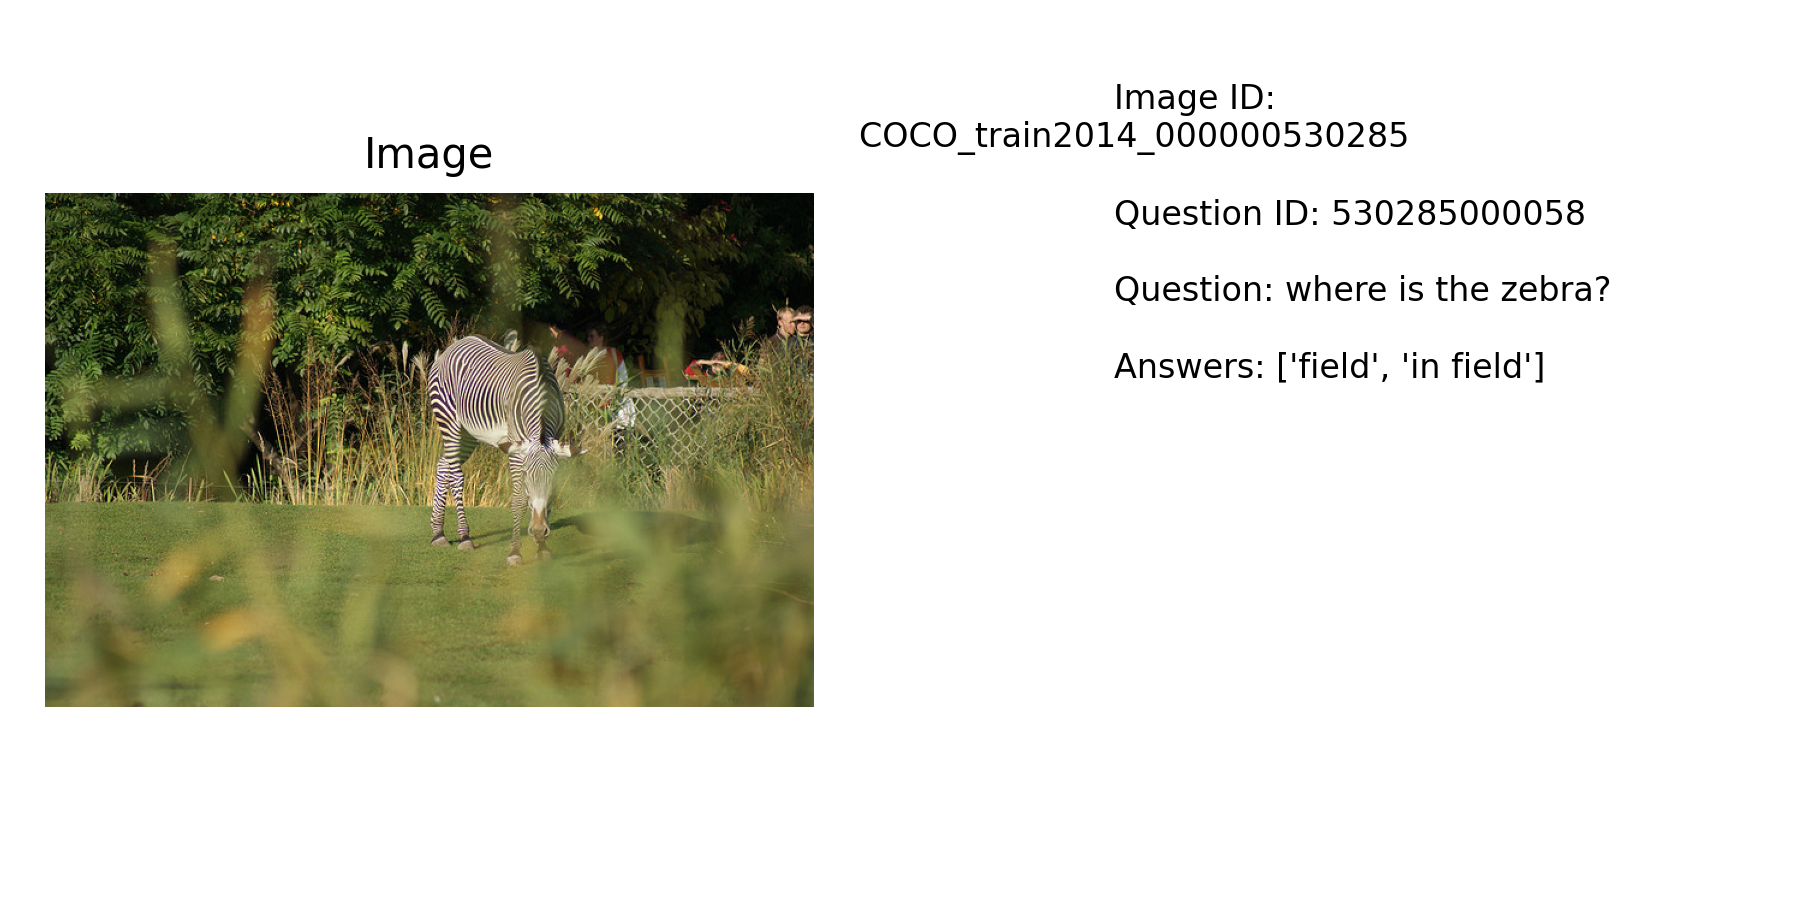 Image
Image ID:
COCO_train2014_000000530285
Question ID: 530285000058
Question: where is the zebra?
Answers: ['field', 'in field']